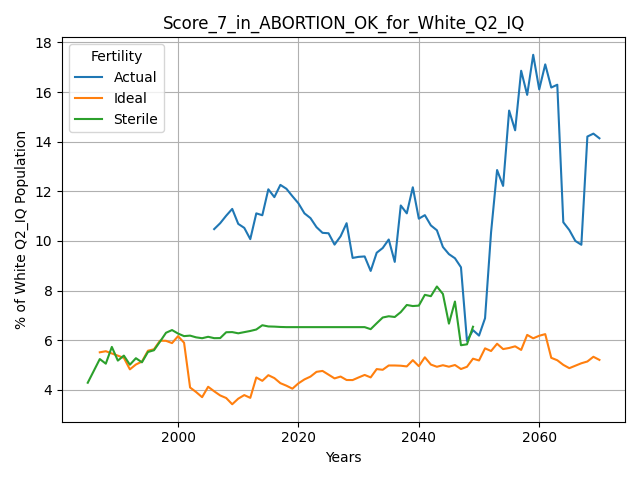 Score_7_in_ABORTION_OK_for_White_Q2_IQ
18
16
14
12
10
8
6
4
% of White Q2_IQ Population
Fertility
Actual
Ideal
Sterile
2000
2020
2040
2060
Years